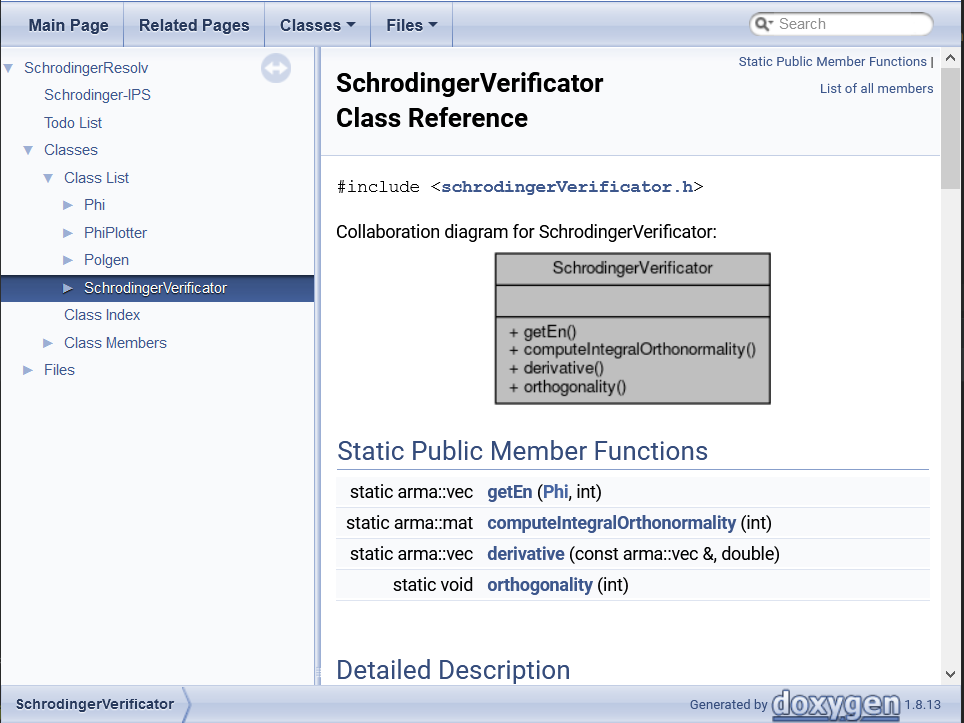 Main Page
Related Pages
Classes
Files
Search
SchrodingerResolv
Schrodinger-IPS
Todo List
Classes
Class List
Phi
PhiPlotter
Polgen
SchrodingerVerificator
Class Index
Class Members
Files
Static Public Member Functions |
List of all members
SchrodingerVerificator
Class Reference
#include <schrodingerVerificator.h>
Collaboration diagram for SchrodingerVerificator:
SchrodingerVerificator
+ getEn()
+ computeIntegralOrthonormality()
+ derivative()
+ orthogonality()
Static Public Member Functions
static arma::vec getEn (Phi, int)
static arma::mat computeIntegralOrthonormality (int)
static arma::vec derivative (const arma::vec &, double)
static void orthogonality (int)
Detailed Description
SchrodingerVerificator
Generated by doxygen 1.8.13